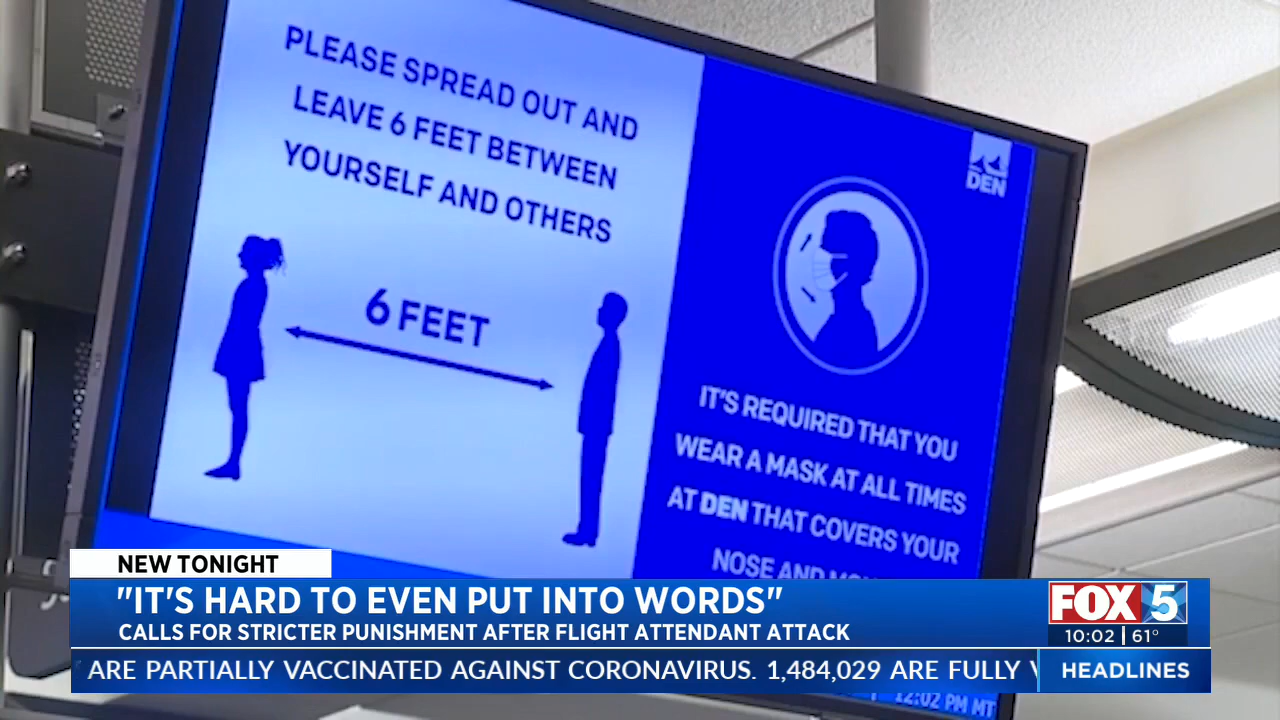 PLEASE SPREAD OUT AND
LEAVE 6 FEET BETWEEN
YOURSELF AND OTHERS
6 FEET
DEN
IT'S REQUIRED THAT YOU
WEAR A MASK AT ALL TIMES
AT DEN THAT COVERS YOUR
NOSE AND
NEW TONIGHT
"IT'S HARD TO EVEN PUT INTO WORDS"
CALLS FOR STRICTER PUNISHMENT AFTER FLIGHT ATTENDANT ATTACK
FOX 5
10:02 | 61°
ARE PARTIALLY VACCINATED AGAINST CORONAVIRUS. 1,484,029 ARE FULLY
HEADLINES
12:02 PM MT